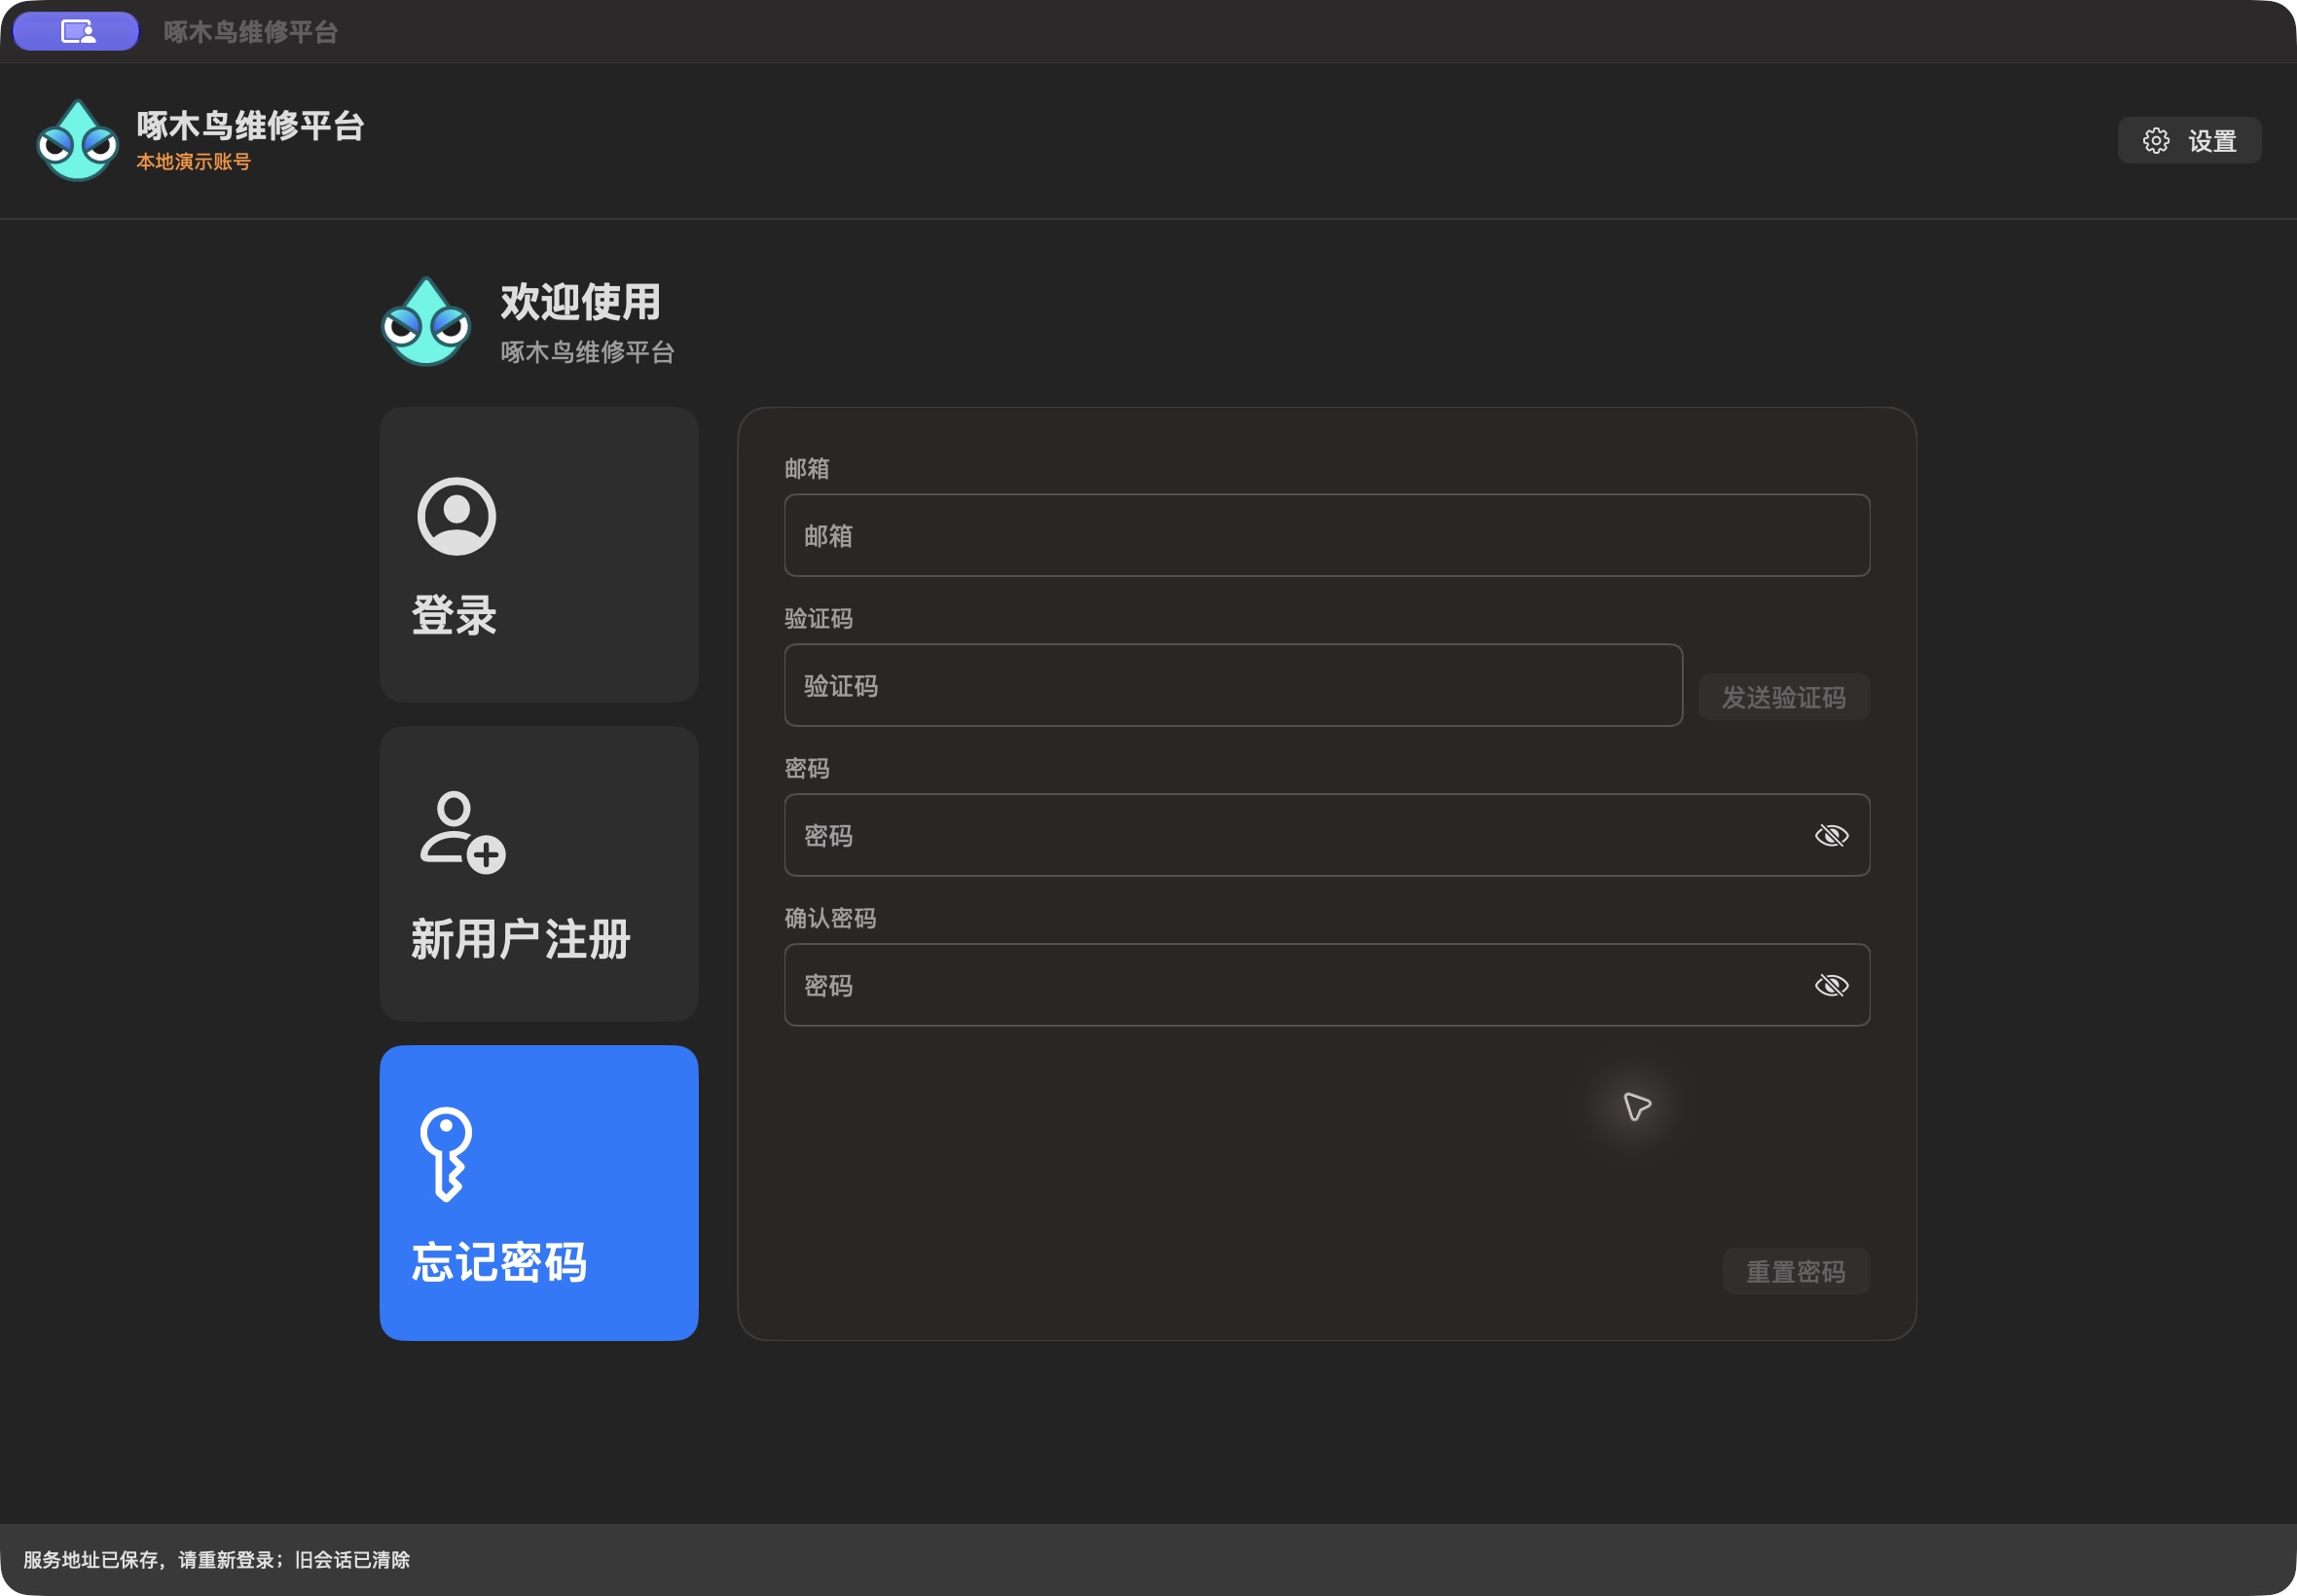 啄木鸟维修平台
啄木鸟维修平台
本地演示账号
设置
欢迎使用
啄木鸟维修平台
登录
新用户注册
忘记密码
邮箱
邮箱
验证码
验证码
发送验证码
密码
密码
确认密码
密码
重置密码
服务地址已保存，请重新登录；旧会话已清除